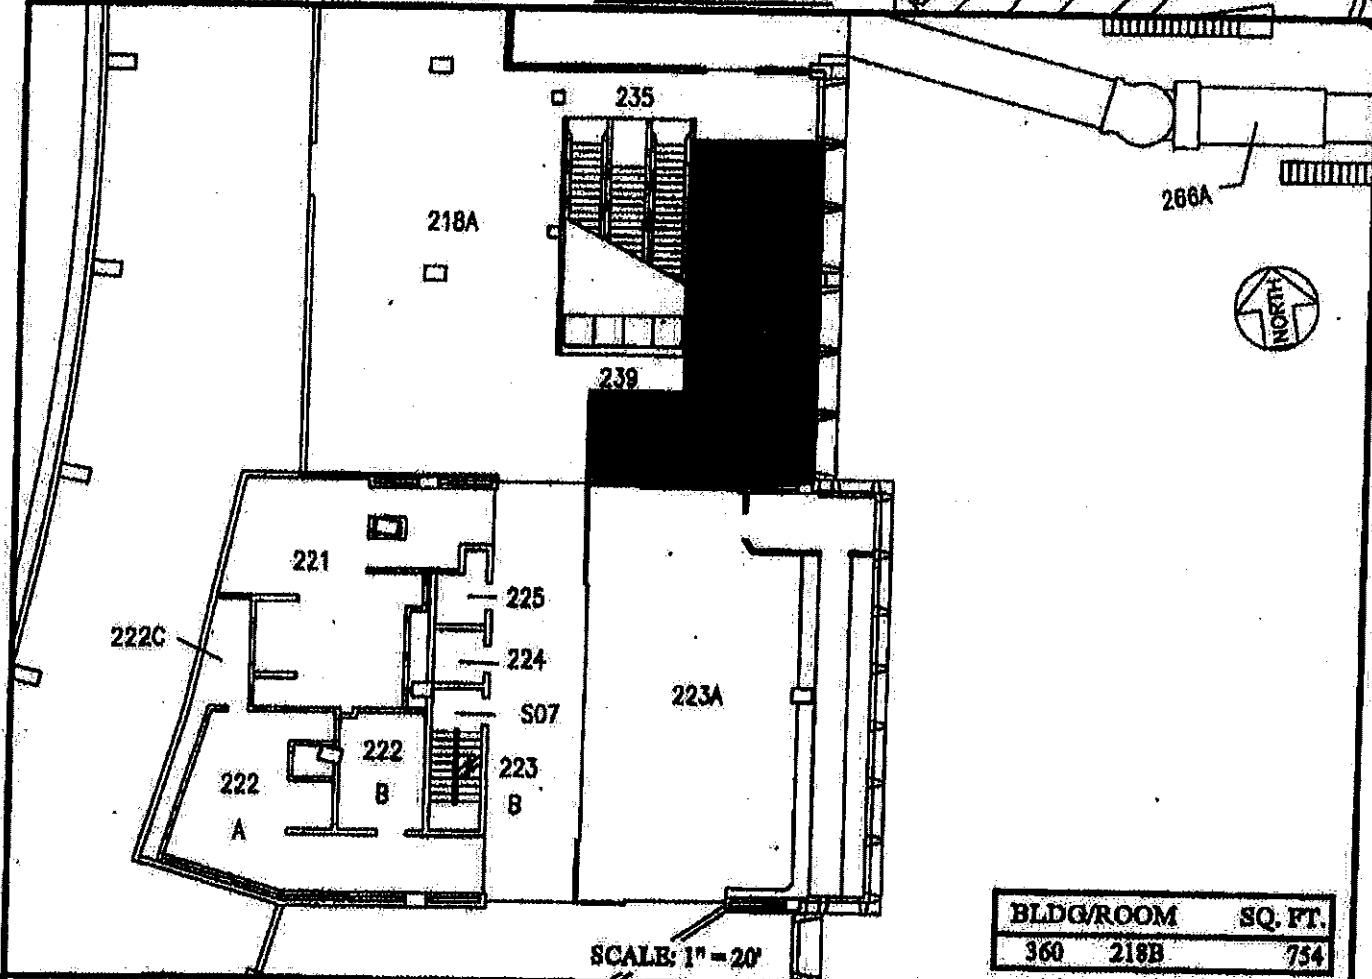 235
266A
218A
NORTH
239
221
225
222C
224
223A
S07
222
B
223
B
222
A
SCALE: 1" = 20'
BLDG/ROOM SQ. FT.
360 218B 754